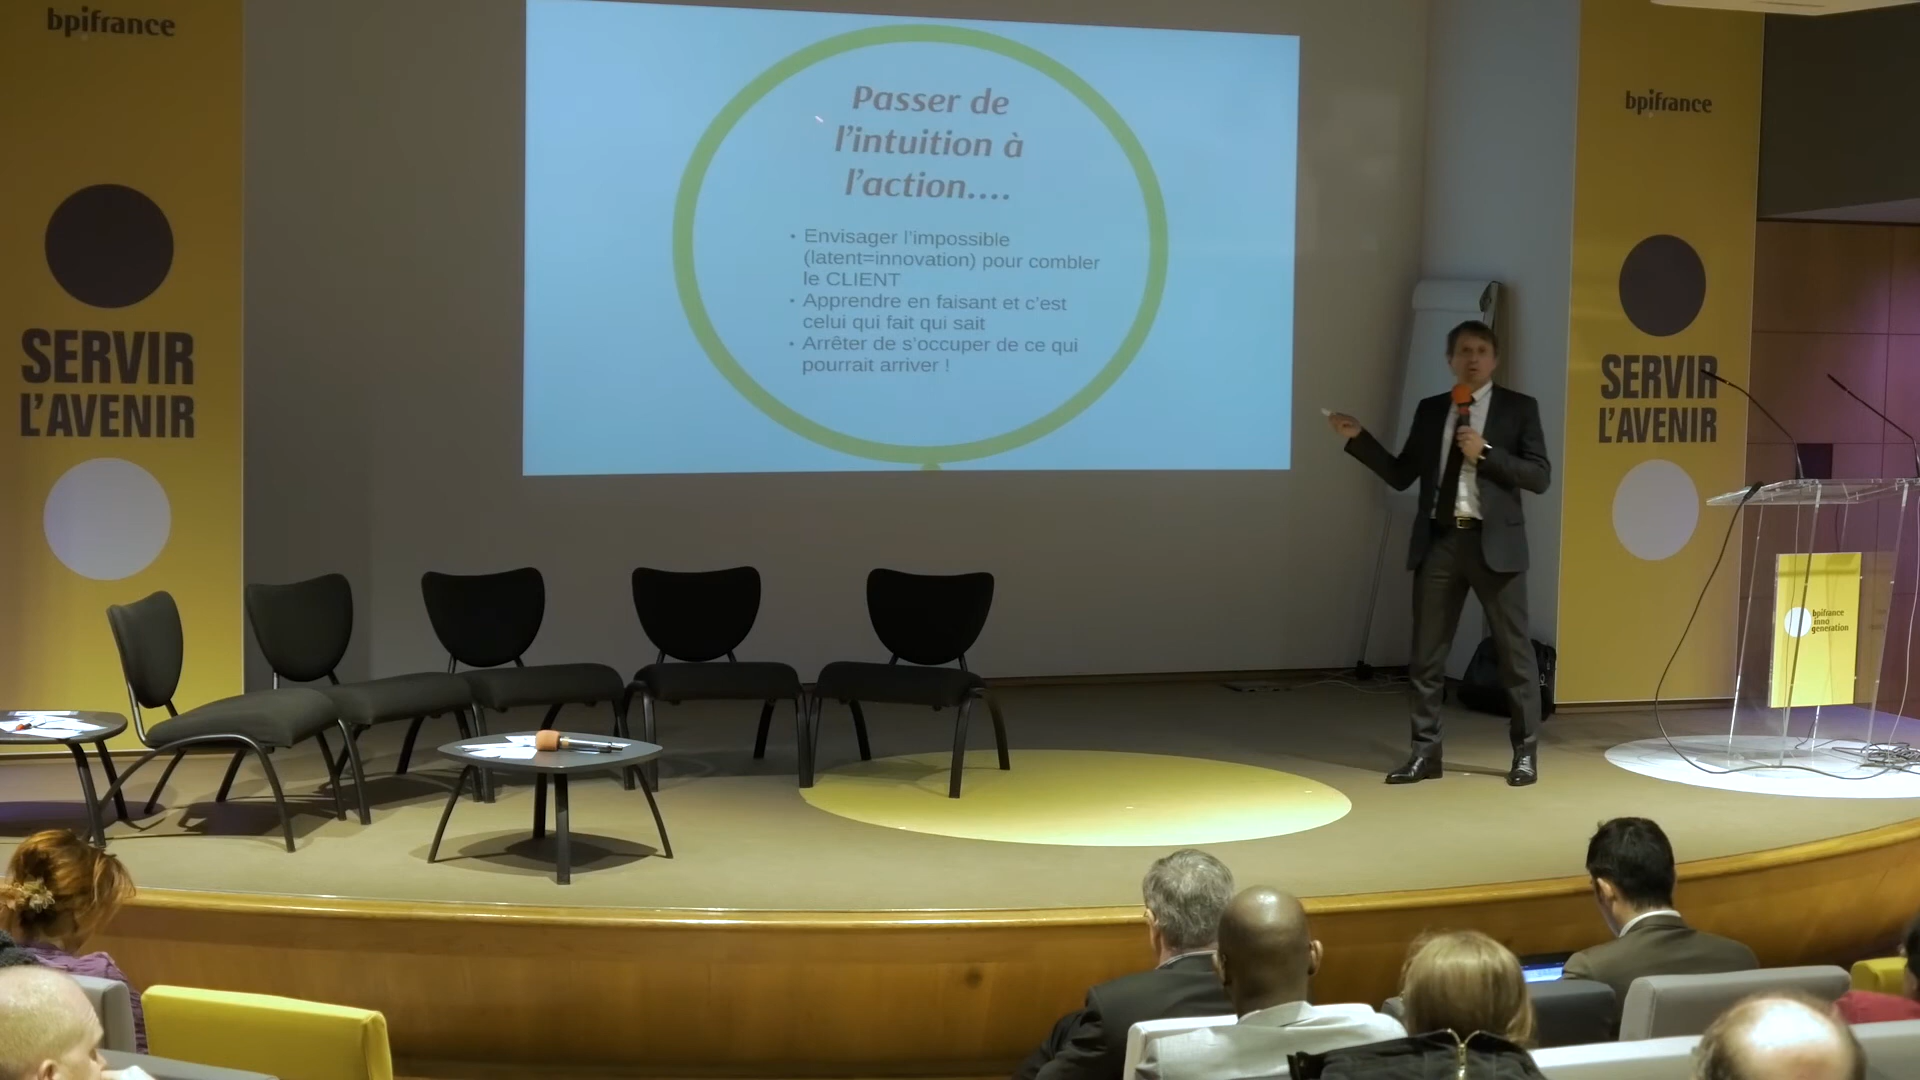 bpifrance
SERVIR
L'AVENIR
Passer de
l'intuition à
l'action....
• Envisager l'impossible
(latent=innovation) pour combler
le CLIENT
• Apprendre en faisant et c'est
celui qui fait qui sait
• Arrêter de s'occuper de ce qui
pourrait arriver !
bpifrance
SERVIR
L'AVENIR
bpifrance
inno
generation